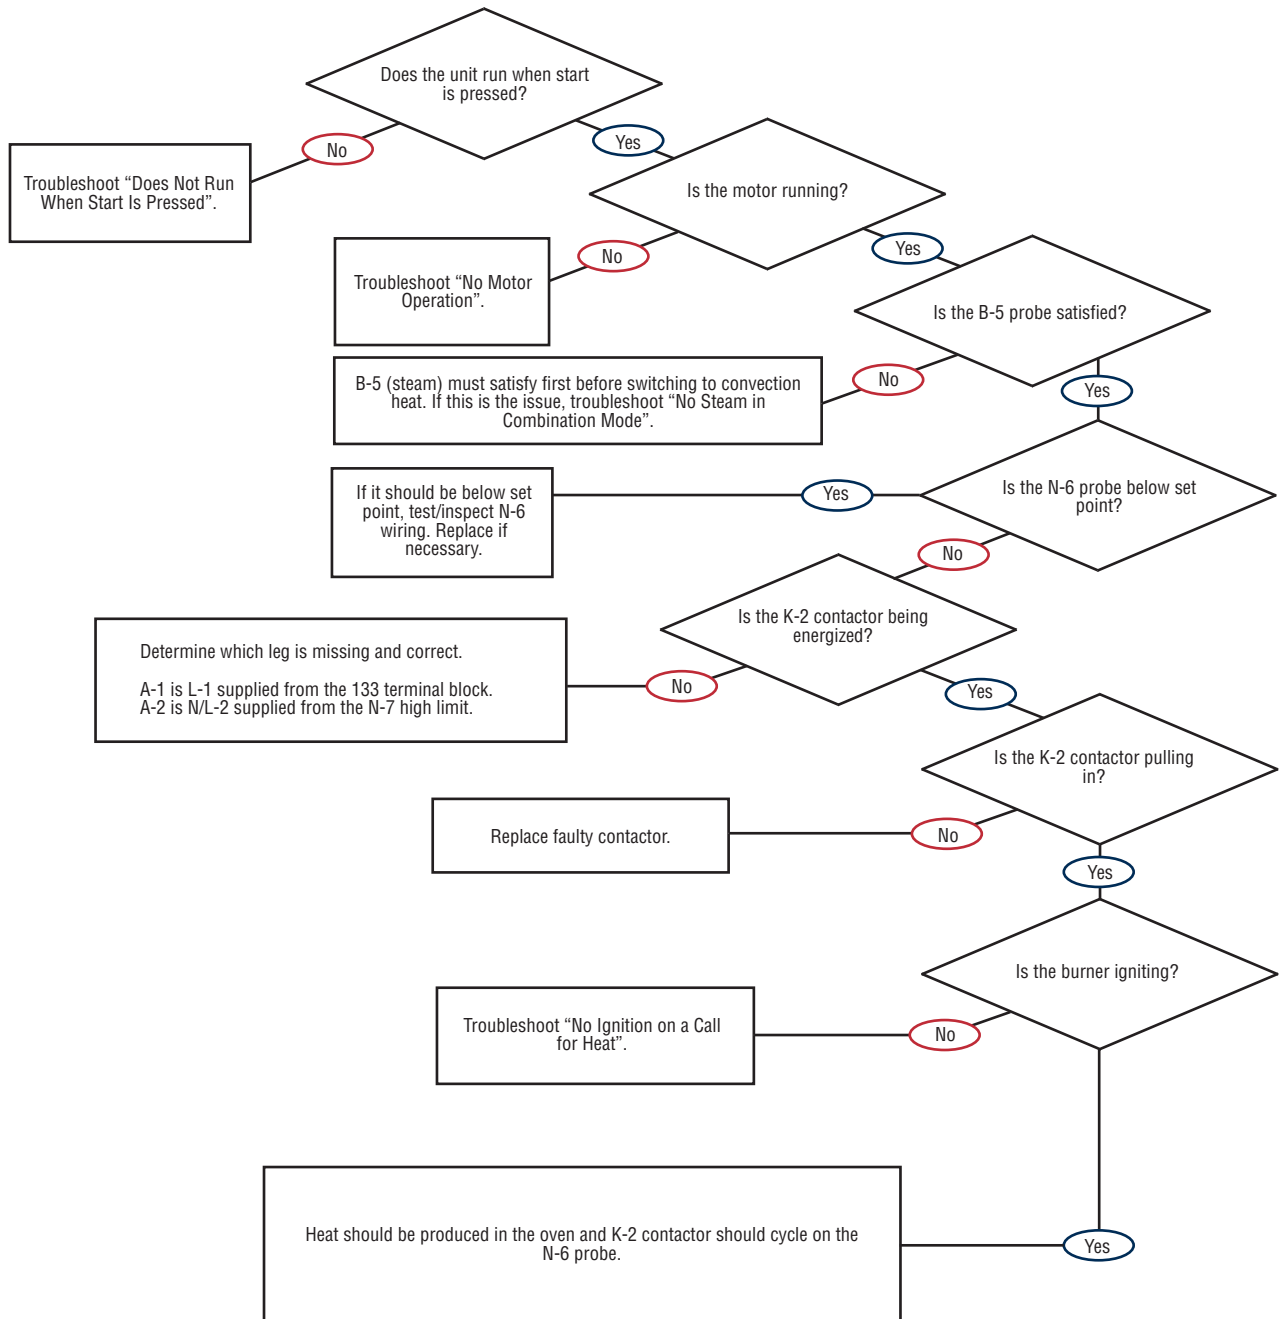 Does the unit run when start
is pressed?
No
Yes
Troubleshoot “Does Not Run
When Start Is Pressed”.
Is the motor running?
No
Yes
Troubleshoot “No Motor
Operation”.
Is the B-5 probe satisfied?
No
Yes
B-5 (steam) must satisfy first before switching to convection
heat. If this is the issue, troubleshoot “No Steam in
Combination Mode”.
Is the N-6 probe below set
point?
Yes
No
If it should be below set
point, test/inspect N-6
wiring. Replace if
necessary.
Is the K-2 contactor being
energized?
No
Yes
Determine which leg is missing and correct.
A-1 is L-1 supplied from the 133 terminal block.
A-2 is N/L-2 supplied from the N-7 high limit.
Is the K-2 contactor pulling
in?
No
Yes
Replace faulty contactor.
Is the burner igniting?
No
Troubleshoot “No Ignition on a Call
for Heat”.
Yes
Heat should be produced in the oven and K-2 contactor should cycle on the
N-6 probe.